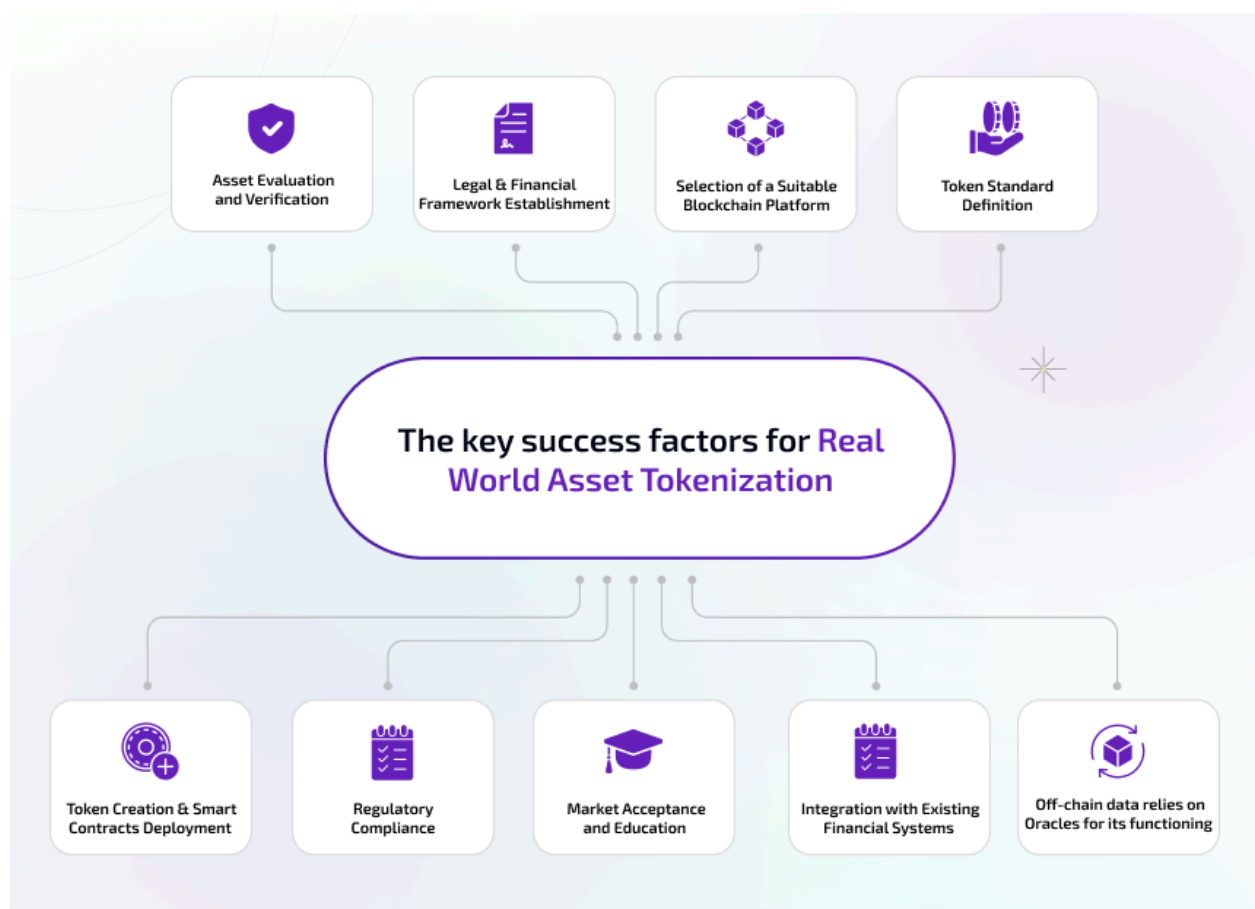 Asset Evaluation
and Verification
Legal & Financial
Framework Establishment
Selection of a Suitable
Blockchain Platform
Token Standard
Definition
The key success factors for Real
World Asset Tokenization
Token Creation & Smart
Contracts Deployment
Regulatory
Compliance
Market Acceptance
and Education
Integration with Existing
Financial Systems
Off-chain data relies on
Oracles for its functioning